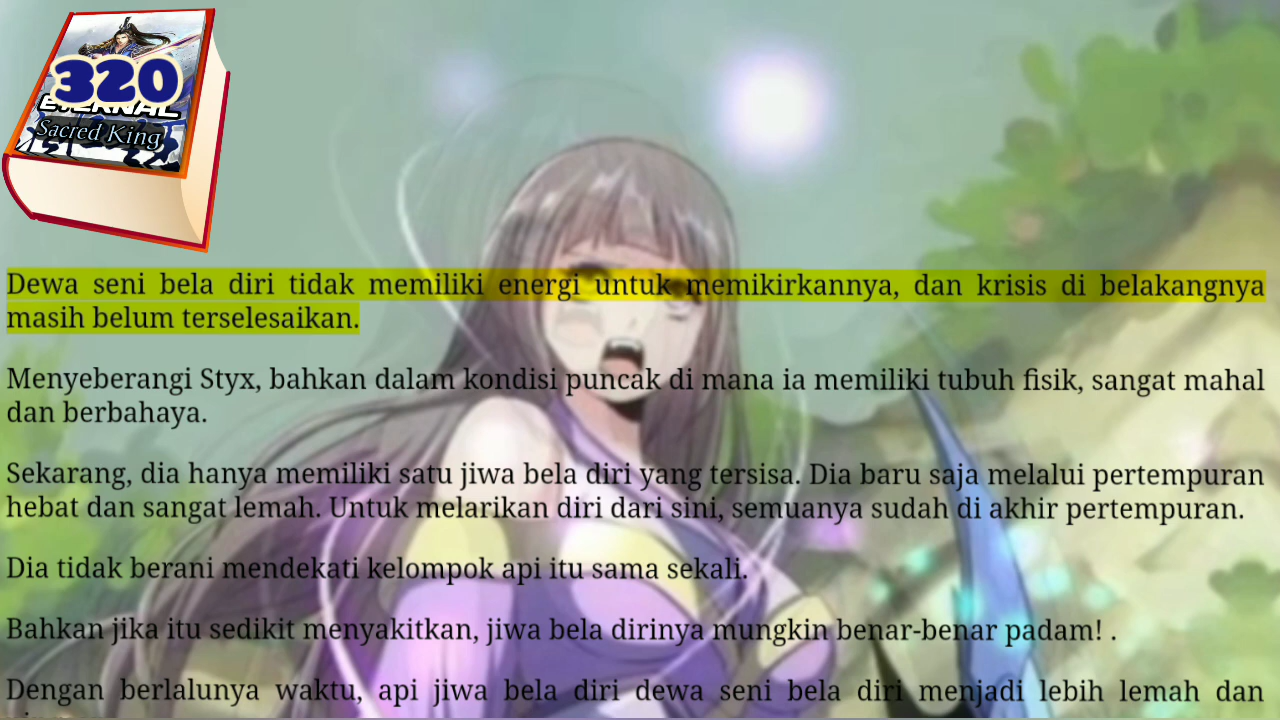 320
ETERNAL
Sacred King
Dewa seni bela diri tidak memiliki energi untuk memikirkannya, dan krisis di belakangnya
masih belum terselesaikan.
Menyeberangi Styx, bahkan dalam kondisi puncak di mana ia memiliki tubuh fisik, sangat mahal
dan berbahaya.
Sekarang, dia hanya memiliki satu jiwa bela diri yang tersisa. Dia baru saja melalui pertempuran
hebat dan sangat lemah. Untuk melarikan diri dari sini, semuanya sudah di akhir pertempuran.
Dia tidak berani mendekati kelompok api itu sama sekali.
Bahkan jika itu sedikit menyakitkan, jiwa bela dirinya mungkin benar-benar padam! .
Dengan berlalunya waktu, api jiwa bela diri dewa seni bela diri menjadi lebih lemah dan